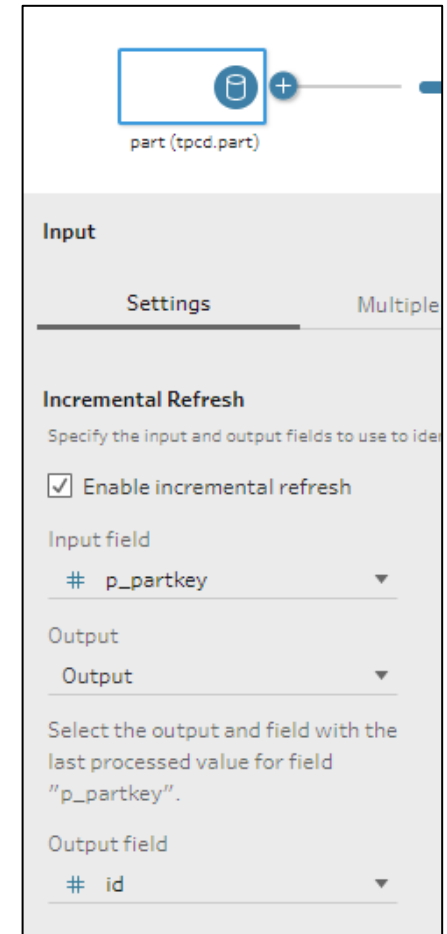 part (tpcd.part)
Input
Settings Multiple
Incremental Refresh
Specify the input and output fields to use to
Enable incremental refresh
Input field
# p_partkey
Output
Output
Select the output and field with the
last processed value for field
"p_partkey".
Output field
# id